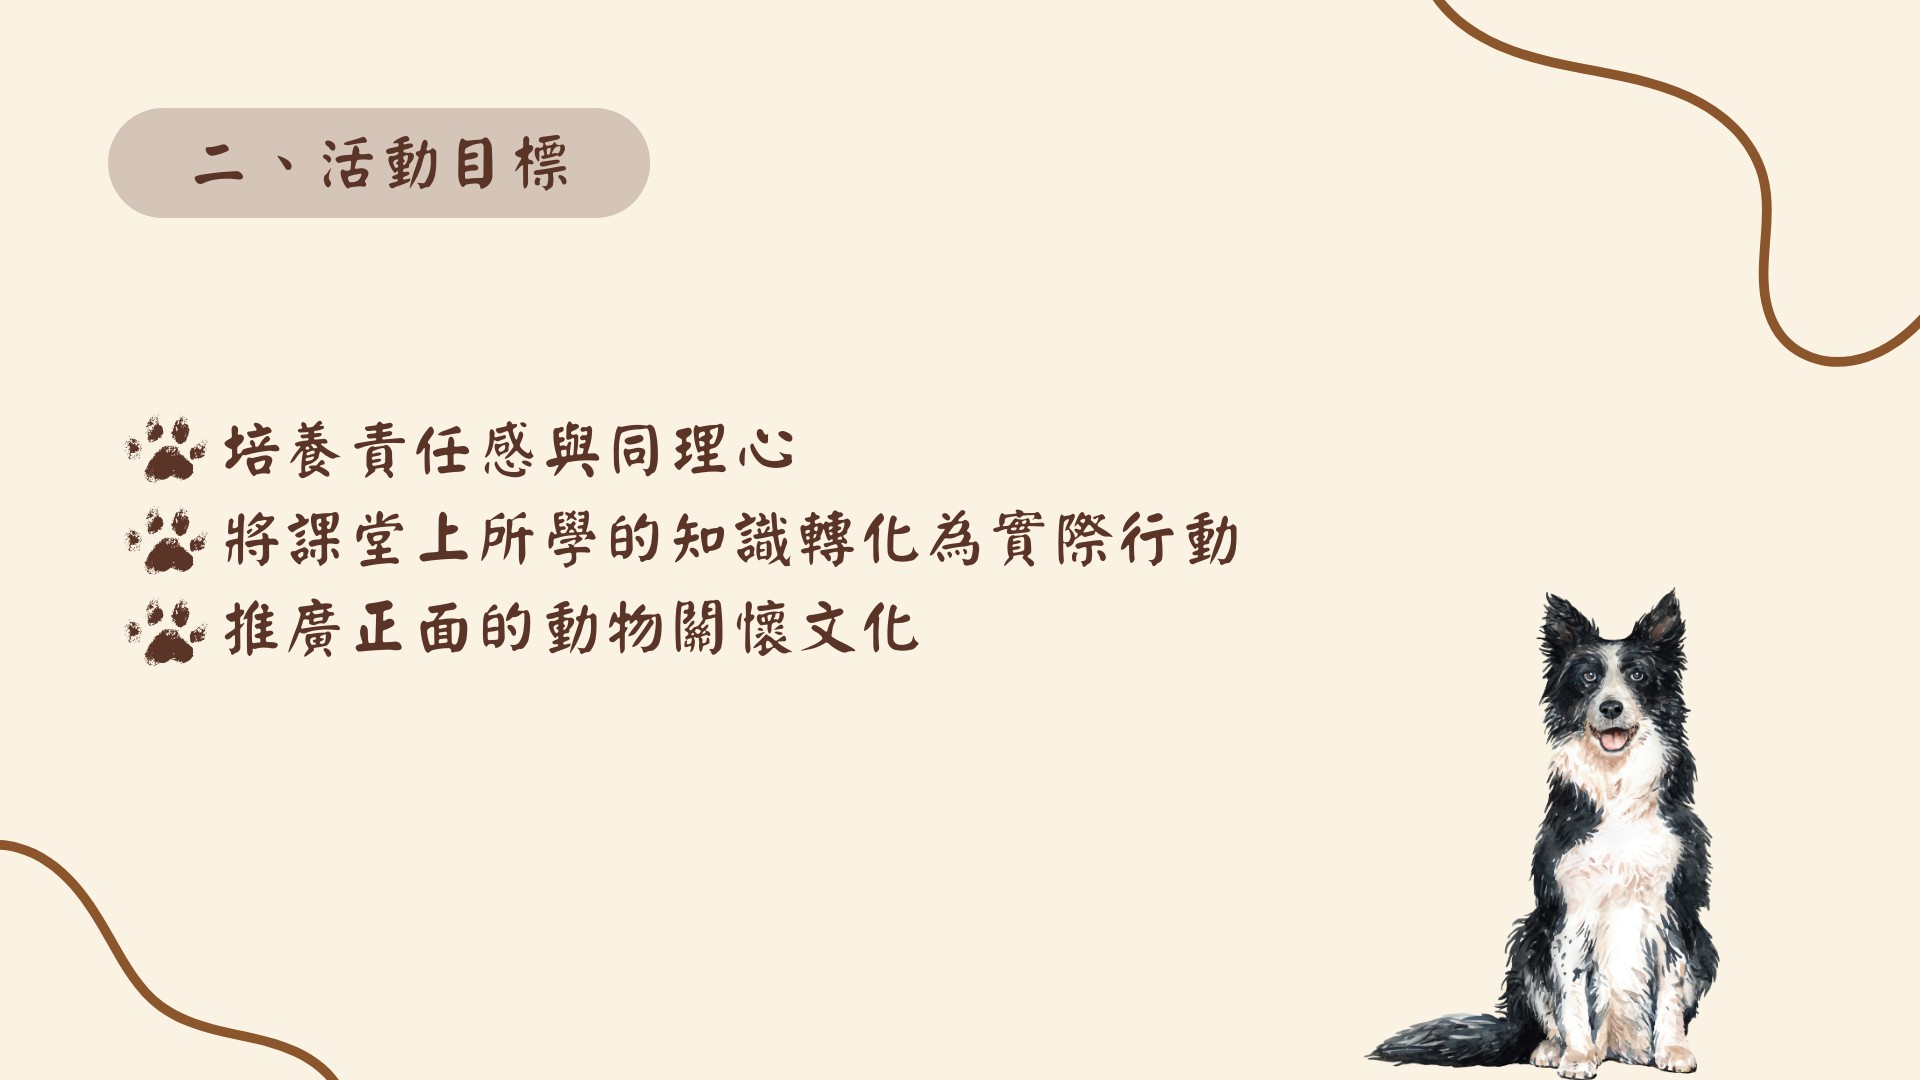 二、活動目標
培養責任感與同理心
將課堂上所學的知識轉化為實際行動
推廣正面的動物關懷文化